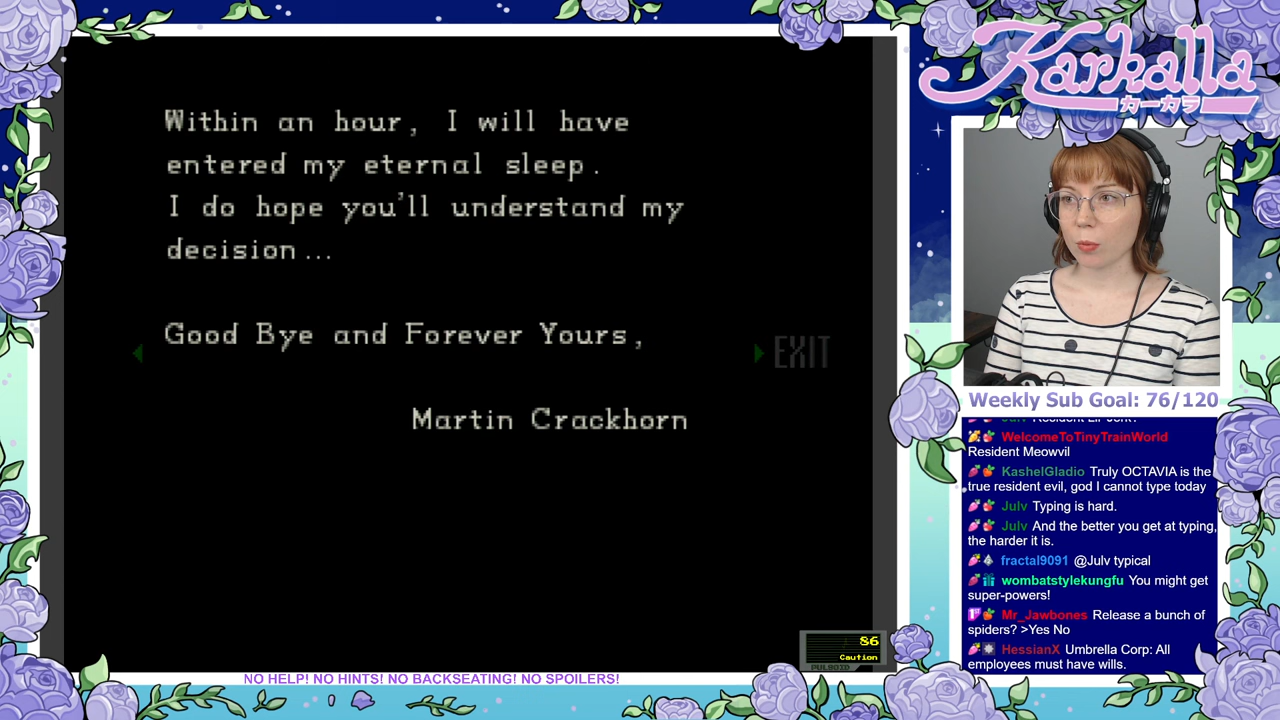 Karkalla
カーカラ
Within an hour, I will have
entered my eternal sleep.
I do hope you'll understand my
decision...
Good Bye and Forever Yours,
EXIT
Martin Crackhorn
86
Caution
Weekly Sub Goal: 76/120
WelcomeToTinyTrainWorld
Resident Meowvil
KashelGladio Truly OCTAVIA is the
true resident evil, god I cannot type today
Julv Typing is hard.
Julv And the better you get at typing,
the harder it is.
fractal9091 @Julv typical
wombatstylekungfu You might get
super-powers!
Mr_Jawbones Release a bunch of
spiders? >Yes No
HessianX Umbrella Corp: All
employees must have wills.
NO HELP! NO HINTS! NO BACKSEATING! NO SPOILERS!